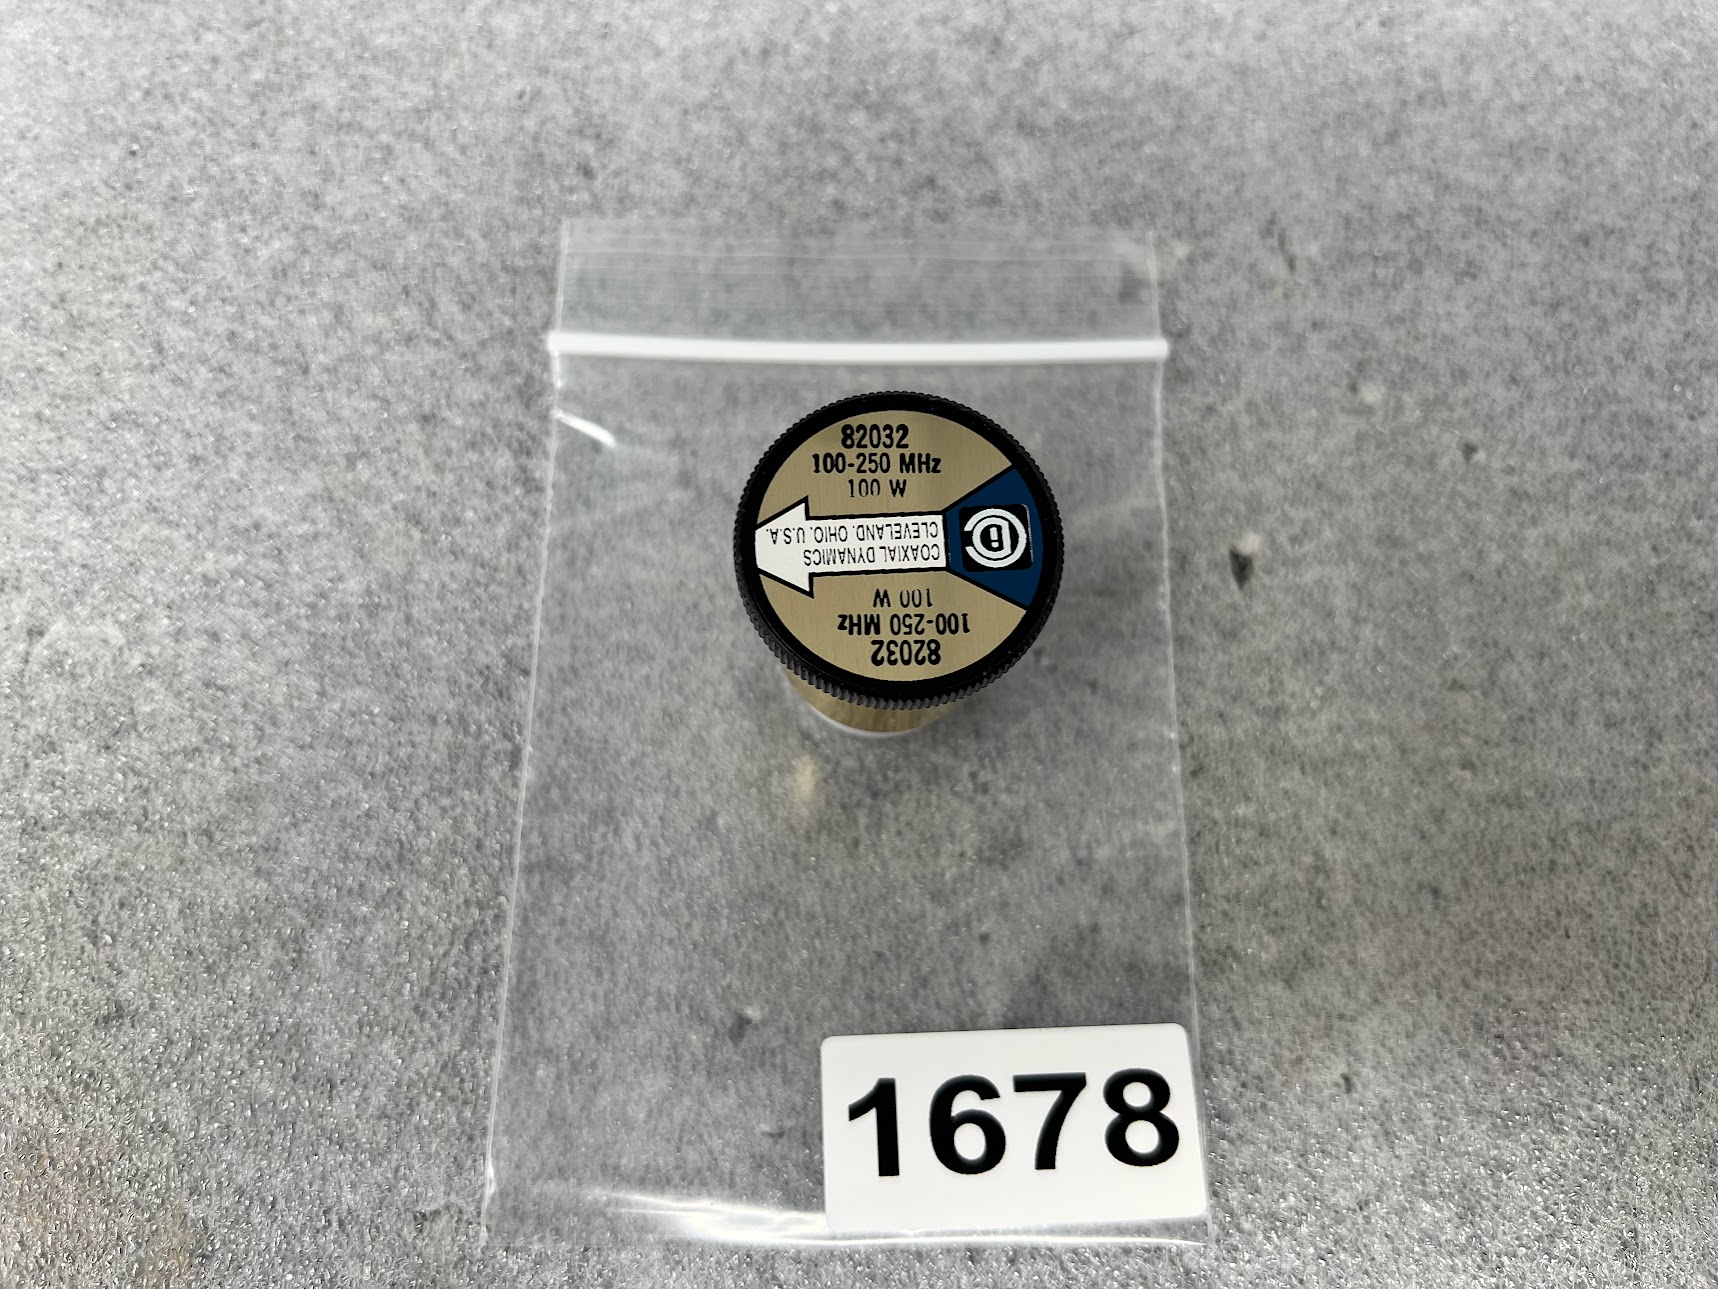 82032
100-250 MHz
100 W
COAXIAL DYNAMICS
CLEVELAND, OHIO, U.S.A.
100 W
100-250 MHz
82032
1678